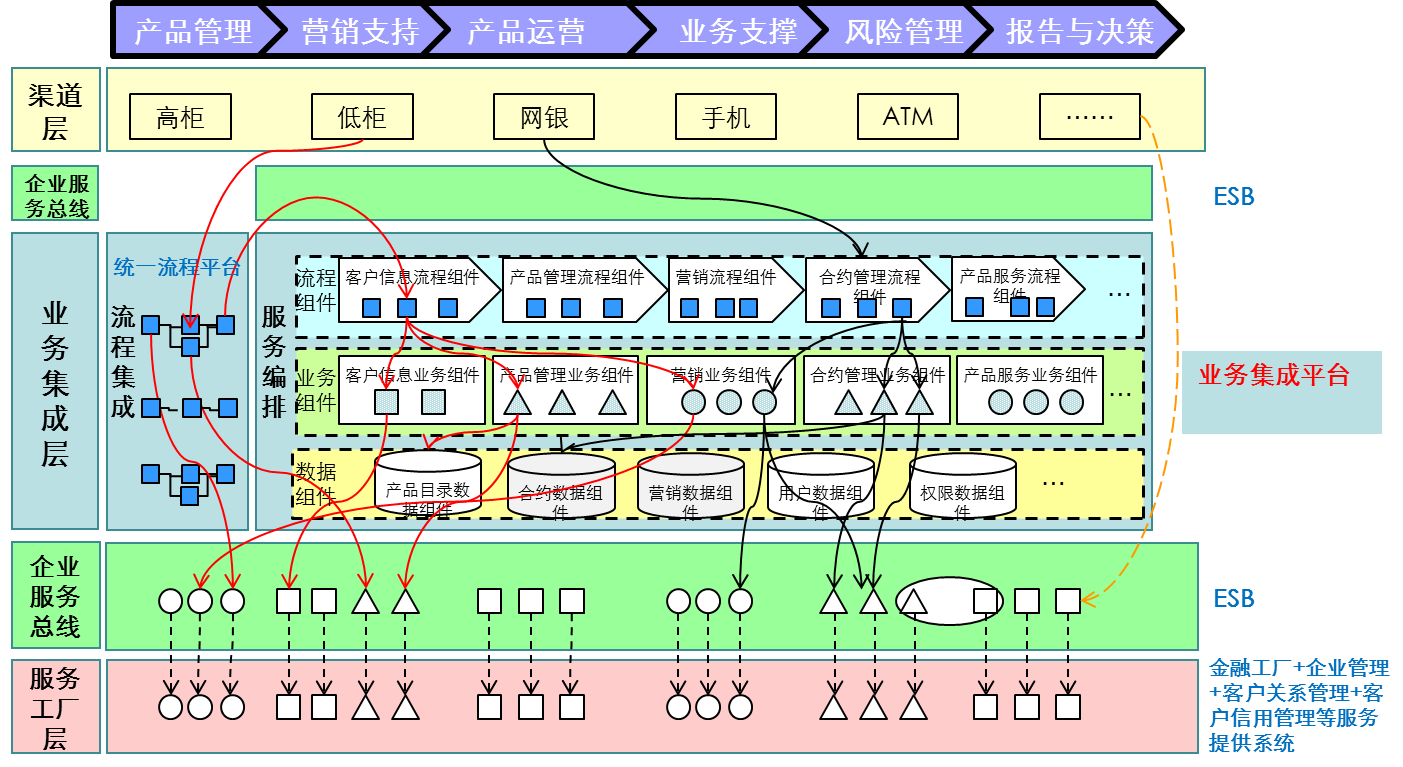 产品管理
营销支持
产品运营
业务支撑
风险管理
报告与决策
渠道
层
高柜
低柜
网银
手机
ATM
……
企业服
务总线
ESB
业
务
集
成
层
统一流程平台
流
程
集
成
服
务
编
排
流程
组件
客户信息流程组件
产品管理流程组件
营销流程组件
合约管理流程
组件
产品服务流程
组件
…
业务
组件
客户信息业务组件
产品管理业务组件
营销业务组件
合约管理业务组件
产品服务业务组件
…
数据
组件
产品目录数
据组件
合约数据组
件
营销数据组
件
用户数据组
件
权限数据组
件
…
业务集成平台
企业
服务
总线
ESB
服务
工厂
层
金融工厂+企业管理
+客户关系管理+客
户信用管理等服务
提供系统